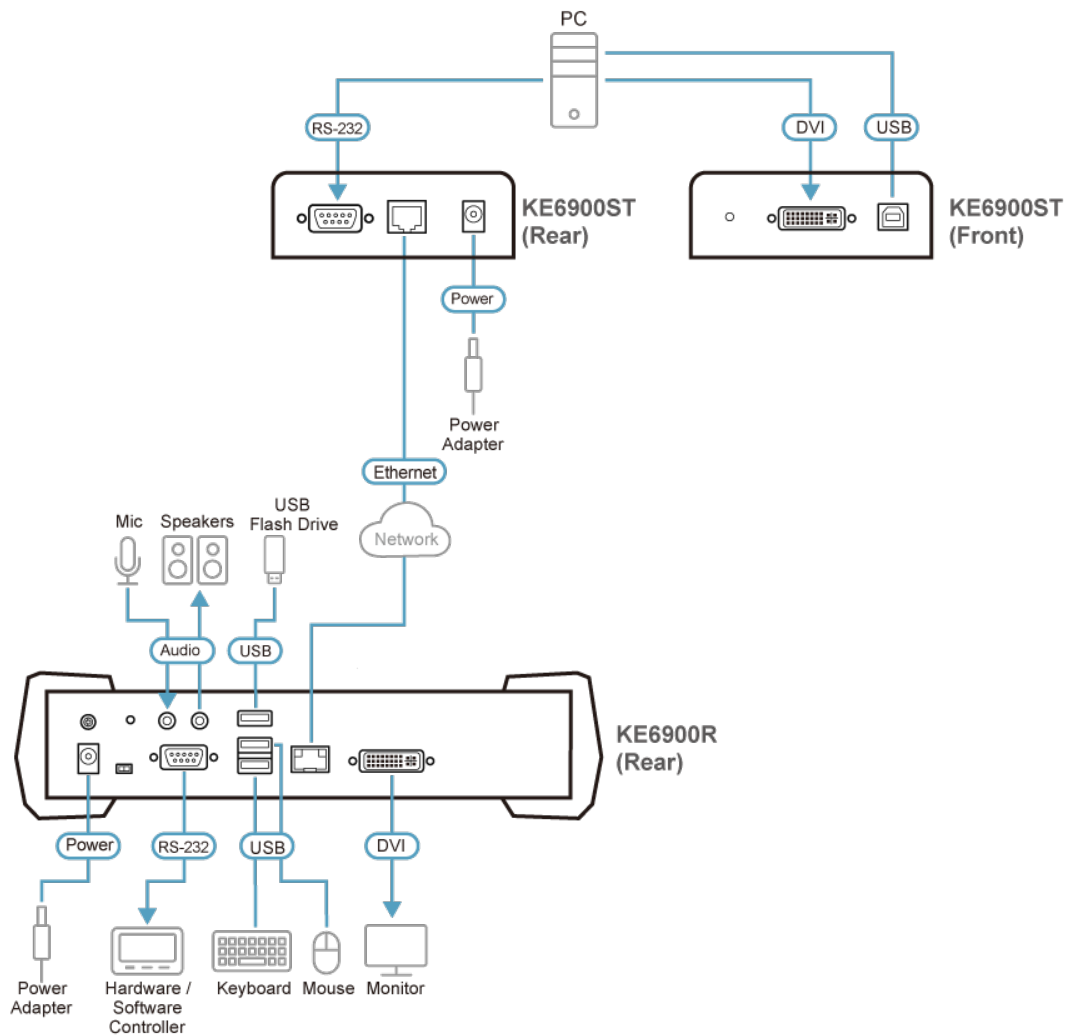 PC
RS-232
DVI
USB
KE6900ST
(Rear)
KE6900ST
(Front)
Power
Power
Adapter
Ethernet
Network
Mic
Speakers
USB
Flash Drive
Audio
USB
KE6900R
(Rear)
Power
RS-232
USB
DVI
Power
Adapter
Hardware /
Software
Controller
Keyboard
Mouse
Monitor